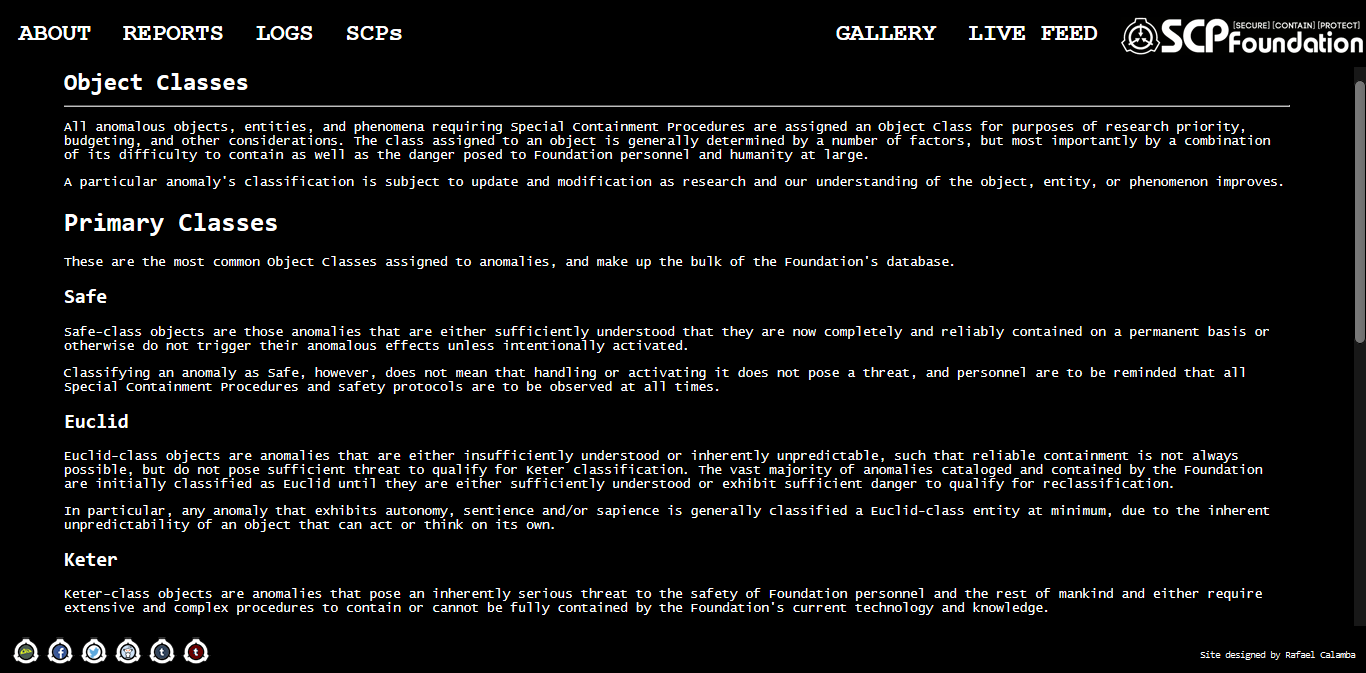 ABOUT REPORTS LOGS SCPs GALLERY LIVE FEED
[SECURE] [CONTAIN] [PROTECT]
SCP Foundation
Object Classes
All anomalous objects, entities, and phenomena requiring Special Containment Procedures are assigned an Object Class for purposes of research priority,
budgeting, and other considerations. The class assigned to an object is generally determined by a number of factors, but most importantly by a combination
of its difficulty to contain as well as the danger posed to Foundation personnel and humanity at large.
A particular anomaly's classification is subject to update and modification as research and our understanding of the object, entity, or phenomenon improves.
Primary Classes
These are the most common Object Classes assigned to anomalies, and make up the bulk of the Foundation's database.
Safe
Safe-class objects are those anomalies that are either sufficiently understood that they are now completely and reliably contained on a permanent basis or
otherwise do not trigger their anomalous effects unless intentionally activated.
Classifying an anomaly as Safe, however, does not mean that handling or activating it does not pose a threat, and personnel are to be reminded that all
Special Containment Procedures and safety protocols are to be observed at all times.
Euclid
Euclid-class objects are anomalies that are either insufficiently understood or inherently unpredictable, such that reliable containment is not always
possible, but do not pose sufficient threat to qualify for Keter classification. The vast majority of anomalies cataloged and contained by the Foundation
are initially classified as Euclid until they are either sufficiently understood or exhibit sufficient danger to qualify for reclassification.
In particular, any anomaly that exhibits autonomy, sentience and/or sapience is generally classified a Euclid-class entity at minimum, due to the inherent
unpredictability of an object that can act or think on its own.
Keter
Keter-class objects are anomalies that pose an inherently serious threat to the safety of Foundation personnel and the rest of mankind and either require
extensive and complex procedures to contain or cannot be fully contained by the Foundation's current technology and knowledge.
f t t
Site designed by Rafael Calamba